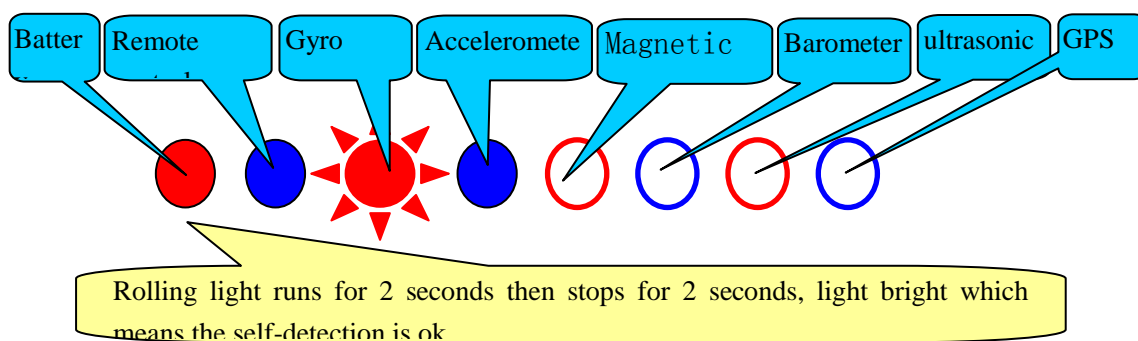 Batter
Remote
Gyro
Acceleromete
Magnetic
Barometer
ultrasonic
GPS
Rolling light runs for 2 seconds then stops for 2 seconds, light bright which
means the self-detection is ok